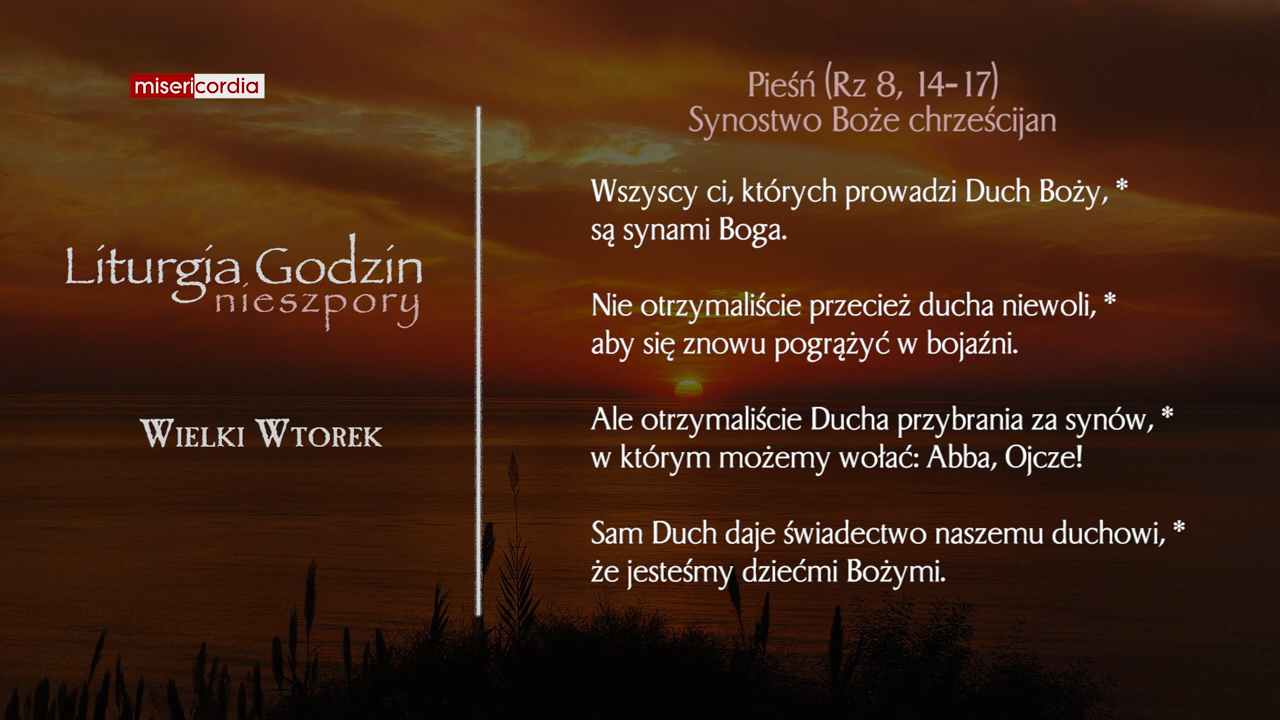 misericordia
Liturgia Godzin
nieszpory
Wielki Wtorek
Pieśń (Rz 8, 14-17)
Synostwo Boże chrześcijan
Wszyscy ci, których prowadzi Duch Boży, *
są synami Boga.
Nie otrzymaliście przecież ducha niewoli, *
aby się znowu pogrążyć w bojaźni.
Ale otrzymaliście Ducha przybrania za synów, *
w którym możemy wołać: Abba, Ojcze!
Sam Duch daje świadectwo naszemu duchowi, *
że jesteśmy dziećmi Bożymi.